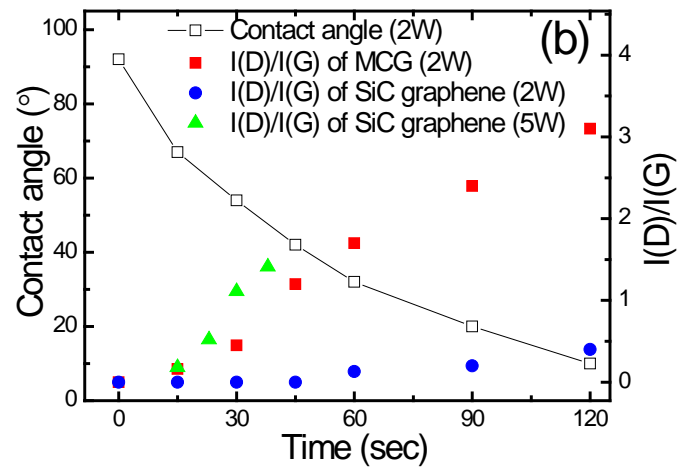 Contact angle (2W)
I(D)/I(G) of MCG (2W)
I(D)/I(G) of SiC graphene (2W)
I(D)/I(G) of SiC graphene (5W)
(b)
Contact angle (°)
100
80
60
40
20
0
I(D)/I(G)
4
3
2
1
0
0 30 60 90 120
Time (sec)